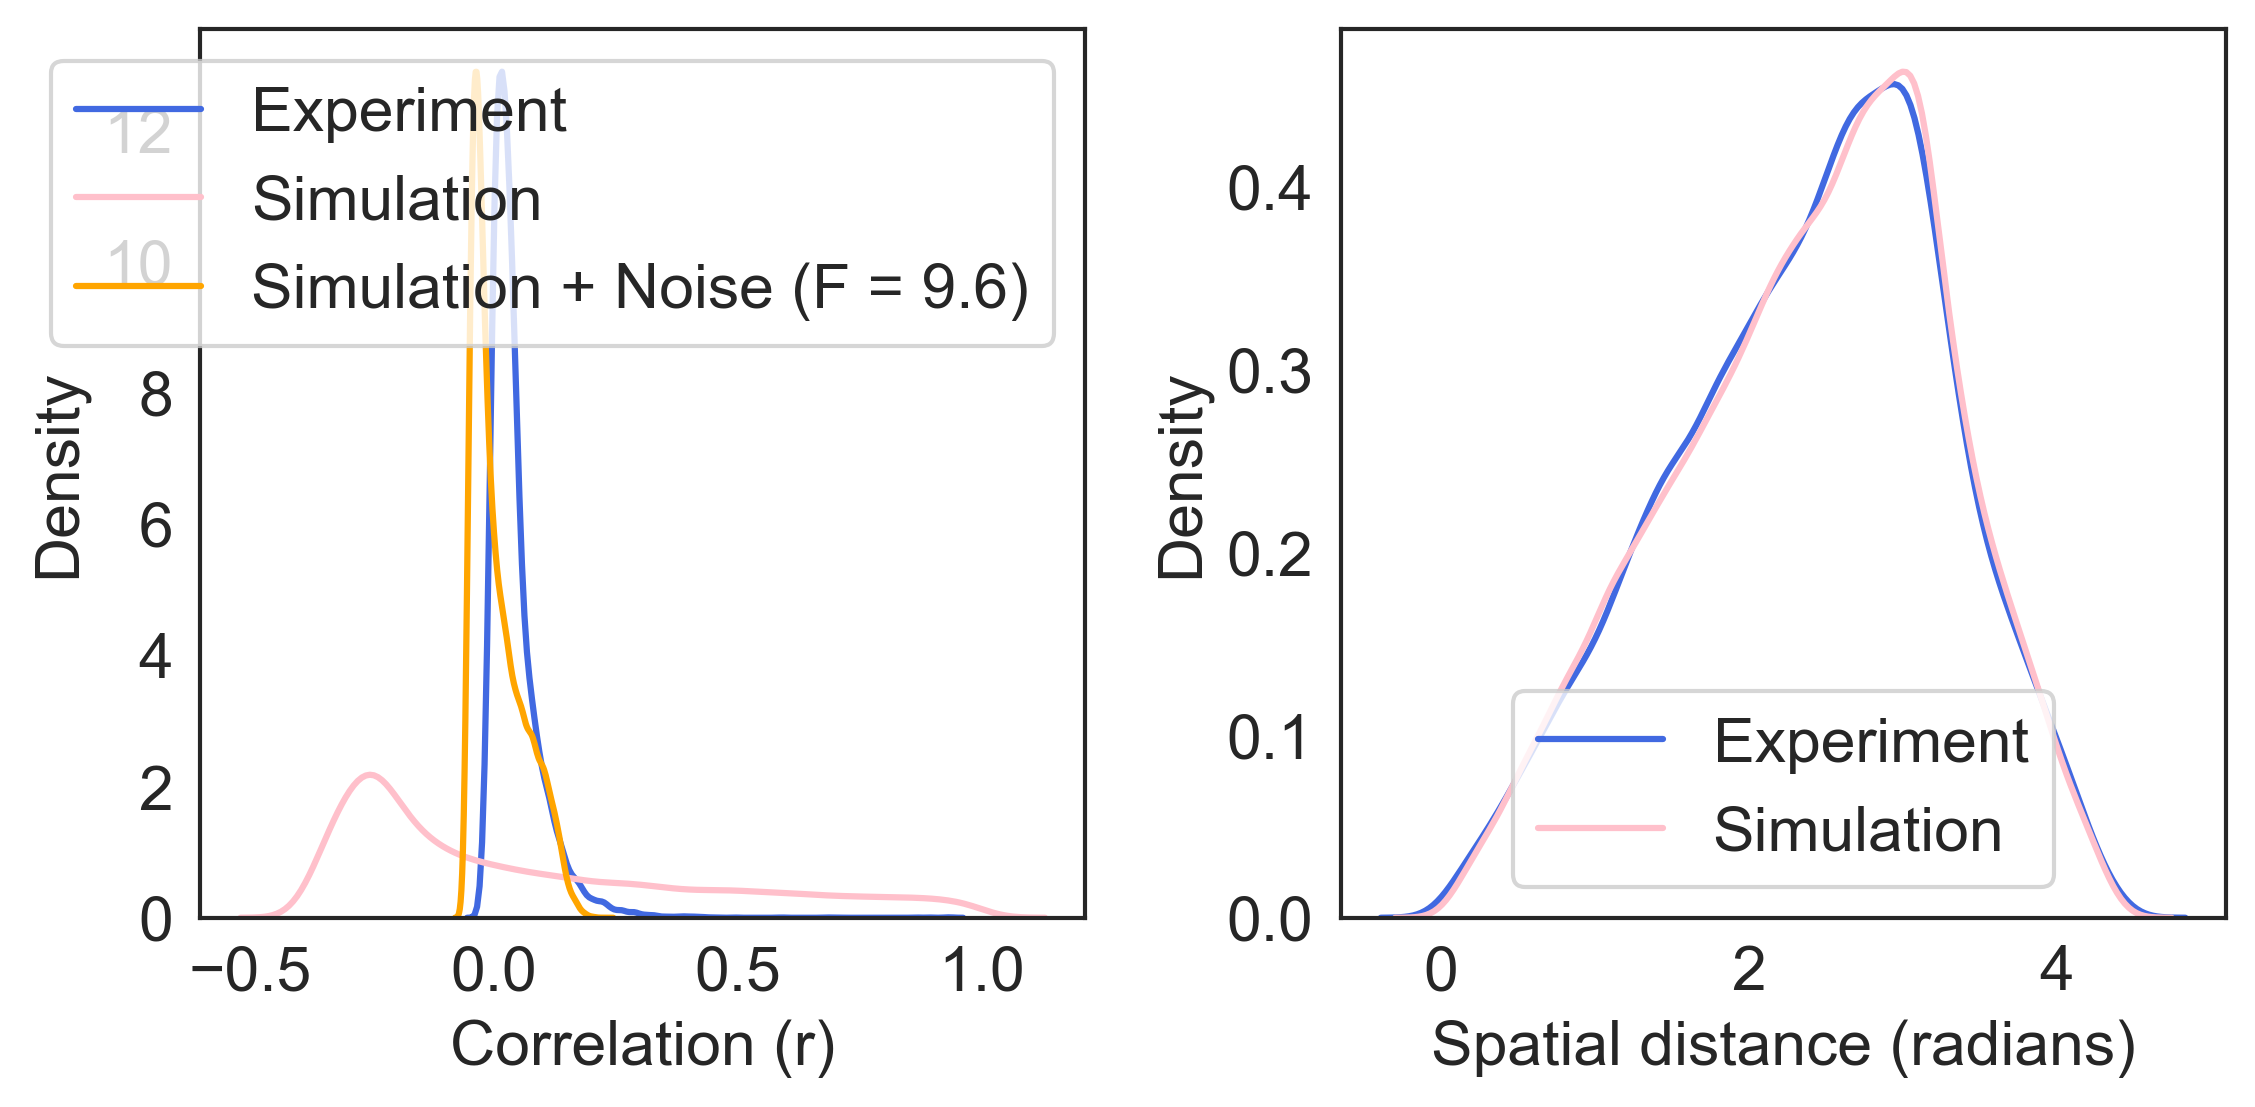 Experiment
Simulation
Simulation + Noise (F = 9.6)
12
10
8
6
4
2
0
Density
−0.5 0.0 0.5 1.0
Correlation (r)
0.4
0.3
0.2
0.1
0.0
Density
Experiment
Simulation
0 2 4
Spatial distance (radians)